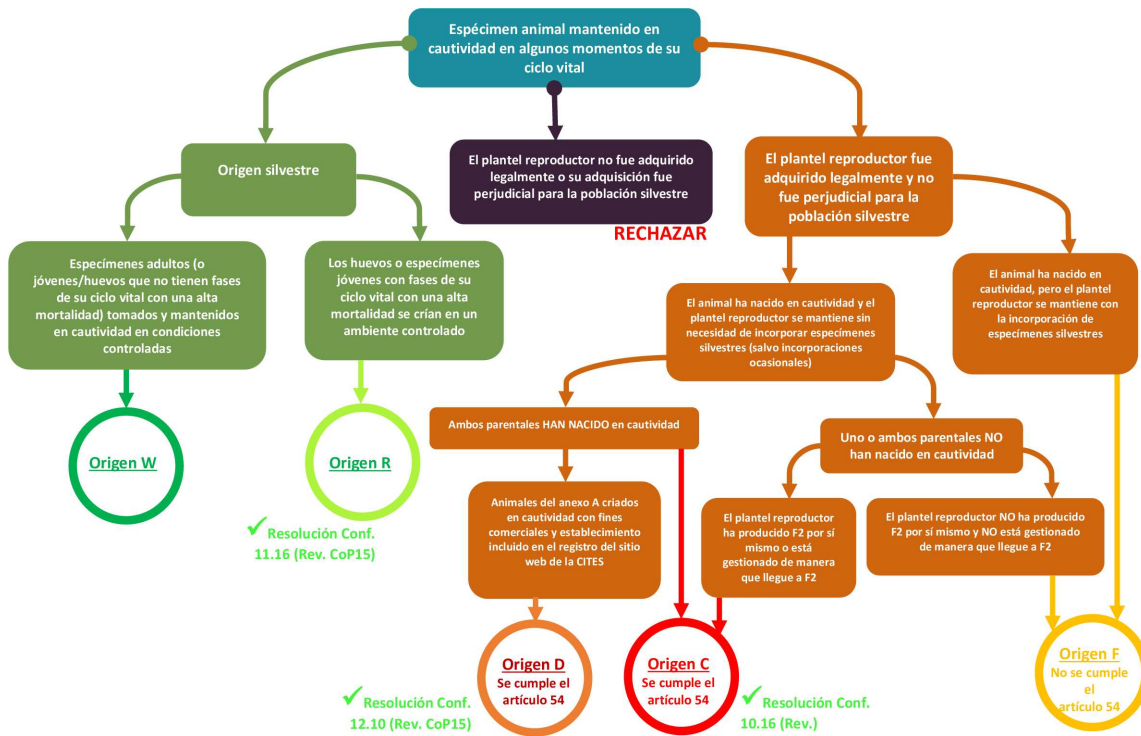 Espécimen animal mantenido en
cautividad en algunos momentos de su
ciclo vital
Origen silvestre
El plantel reproductor no fue adquirido
legalmente o su adquisición fue
perjudicial para la población silvestre
RECHAZAR
El plantel reproductor fue
adquirido legalmente y no
fue perjudicial para la
población silvestre
Especímenes adultos (o
jóvenes/huevos que no tienen fases
de su ciclo vital con una alta
mortalidad) tomados y mantenidos
en cautividad en condiciones
controladas
Los huevos o especímenes
jóvenes con fases de su
ciclo vital con una alta
mortalidad se crían en un
ambiente controlado
El animal ha nacido en cautividad y el
plantel reproductor se mantiene sin
necesidad de incorporar especímenes
silvestres (salvo incorporaciones
ocasionales)
El animal ha nacido en
cautividad, pero el plantel
reproductor se mantiene con
la incorporación de
especímenes silvestres
Ambos parentales HAN NACIDO en cautividad
Uno o ambos parentales NO
han nacido en cautividad
Origen W
Origen R
✓ Resolución Conf.
11.16 (Rev. CoP15)
Animales del anexo A criados
en cautividad con fines
comerciales y establecimiento
incluido en el registro del sitio
web de la CITES
El plantel reproductor
ha producido F2 por sí
mismo o está
gestionado de manera
que llegue a F2
El plantel reproductor NO ha producido
F2 por sí mismo y NO está gestionado
de manera que llegue a F2
Origen D
Se cumple el
artículo 54
✓ Resolución Conf.
12.10 (Rev. CoP15)
Origen C
Se cumple el
artículo 54
✓ Resolución Conf.
10.16 (Rev.)
Origen F
No se cumple
el
artículo 54